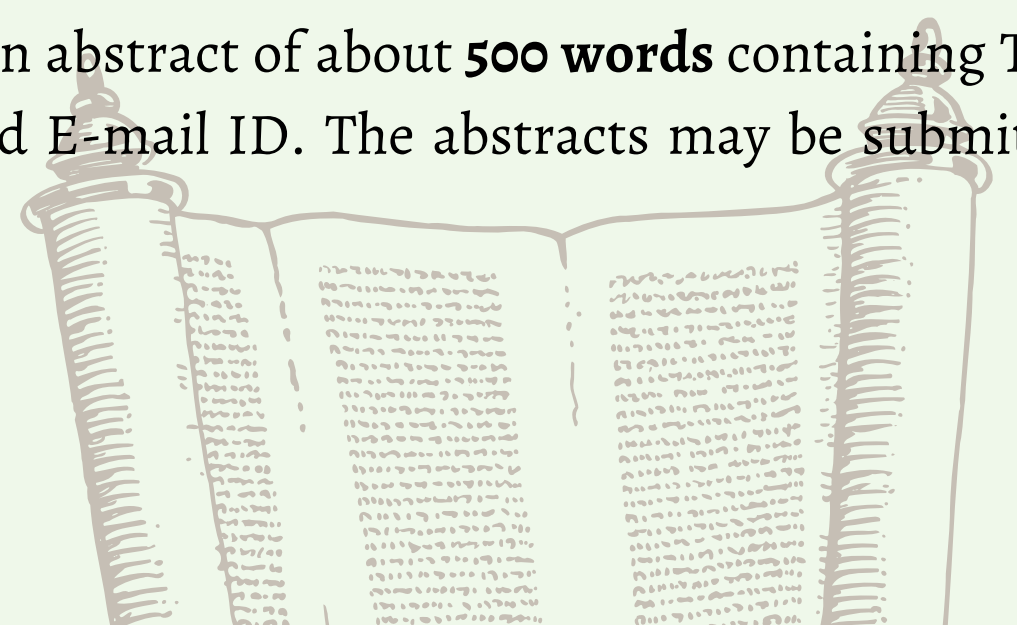 n abstract of about 500 words containing T
d E-mail ID. The abstracts may be submit